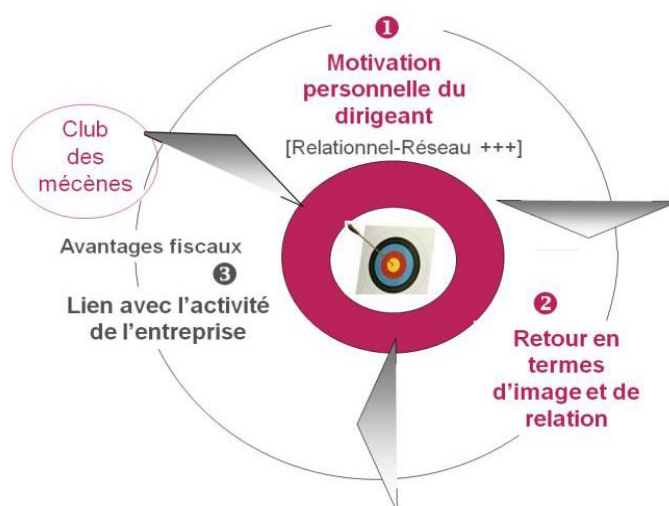 ❶
Motivation
personnelle du
dirigeant
[Relationnel-Réseau +++]
Club
des
mécènes
Avantages fiscaux
❸
Lien avec l’activité
de l’entreprise
❷
Retour en
termes
d’image et de
relation